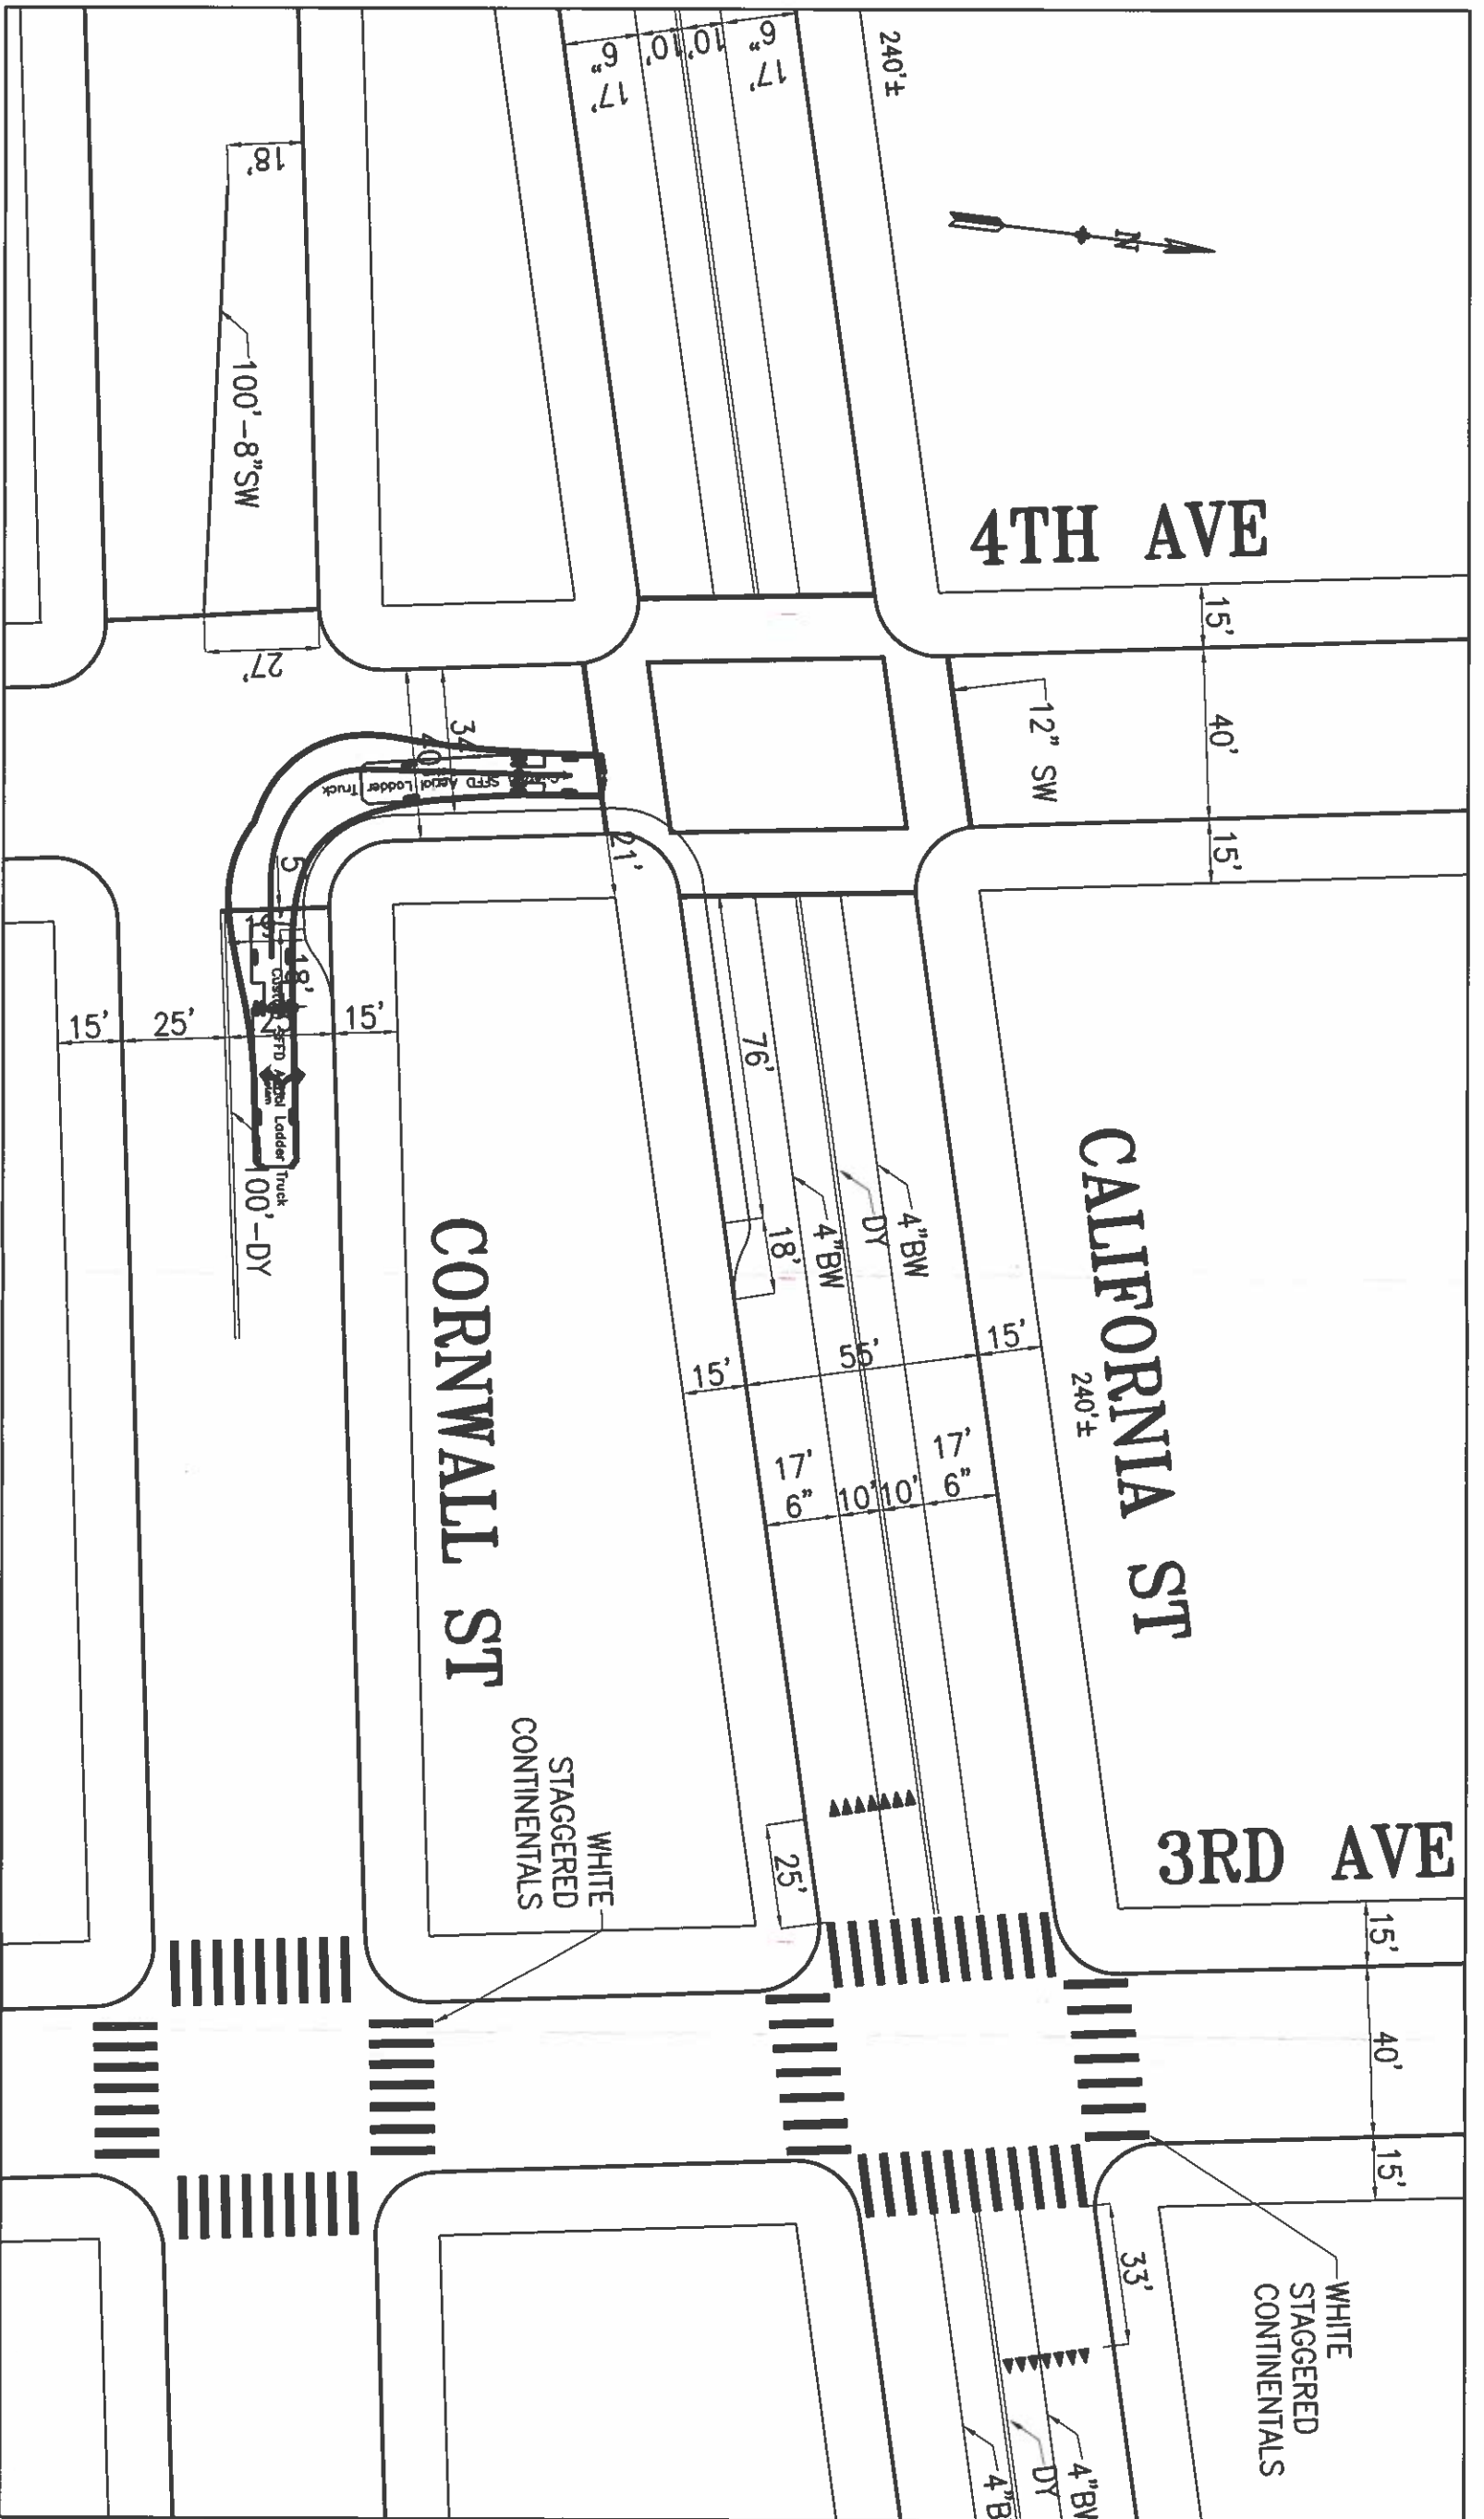 240'±
17'
6"
10'
10'
17'
6"
18'
N
100'-8"SW
4TH AVE
15'
40'
15'
12" SW
27'
34
40
SFFD Aerial Ladder Truck
21'
5
18'
15'
25'
15'
SFFD Aerial Ladder Truck
100'-DY
76'
18'
4"BW
DY
4"BW
CALIFORNIA ST
240'±
15'
55'
15'
17'
6"
10'
10'
17'
6"
CORNWALL ST
WHITE
STAGGERED
CONTINENTALS
25'
3RD AVE
15'
40'
15'
33'
WHITE
STAGGERED
CONTINENTALS
4"B
DY
4"BW